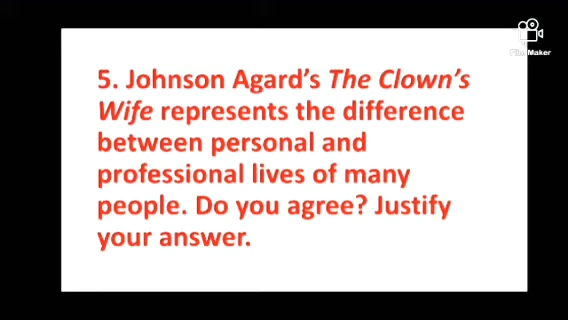 FilmMaker
5. Johnson Agard's The Clown's
Wife represents the difference
between personal and
professional lives of many
people. Do you agree? Justify
your answer.